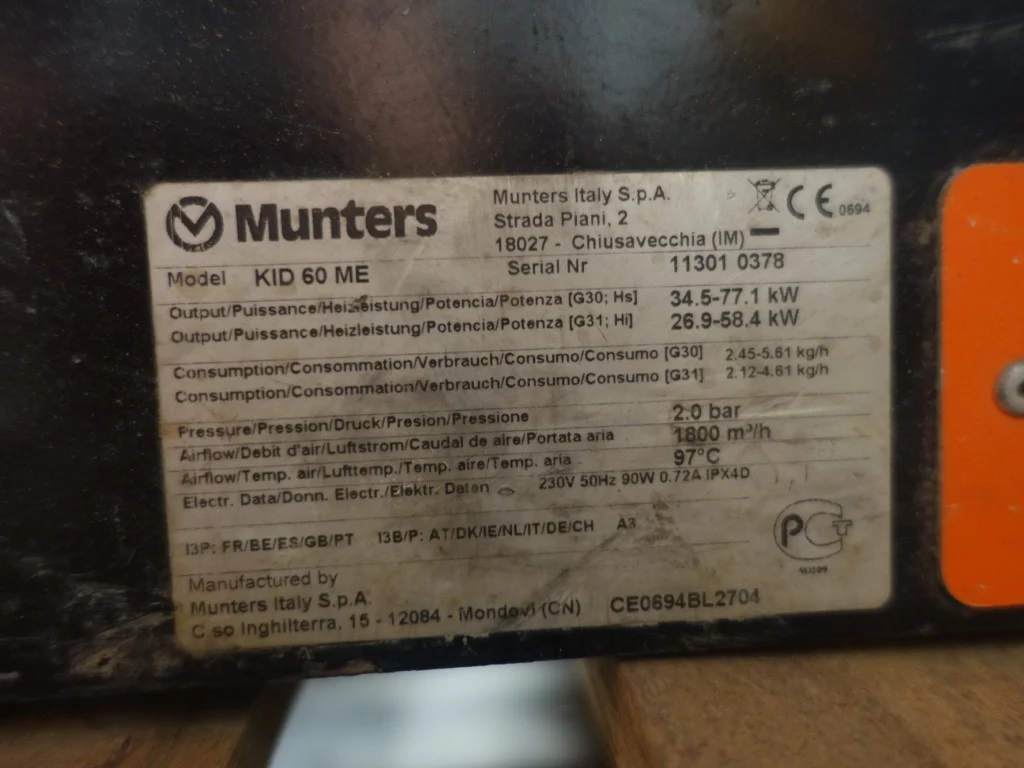 Munters
Munters Italy S.p.A.
Strada Piani, 2
18027 - Chiusavecchia (IM)
CE 0694
Model KID 60 ME
Serial Nr 11301 0378
Output/Puissance/Heizleistung/Potencia/Potenza [G30; Hs] 34.5-77.1 kW
Output/Puissance/Heizleistung/Potencia/Potenza [G31; Hi] 26.9-58.4 kW
Consumption/Consommation/Verbrauch/Consumo/Consumo [G30] 2.45-5.61 kg/h
Consumption/Consommation/Verbrauch/Consumo/Consumo [G31] 2.12-4.61 kg/h
Pressure/Pression/Druck/Presion/Pressione 2.0 bar
Airflow/Debit d'air/Luftstrom/Caudal de aire/Portata aria 1800 m³/h
Airflow/Temp. air/Lufttemp./Temp. aire/Temp. aria 97°C
Electr. Data/Donn. Electr./Elektr. Daten 230V 50Hz 90W 0.72A IPX4D
I3P: FR/BE/ES/GB/PT I3B/P: AT/DK/IE/NL/IT/DE/CH A3
PCT
Manufactured by
Munters Italy S.p.A.
C so Inghilterra, 15 - 12084 - Mondovi (CN) CE0694BL2704